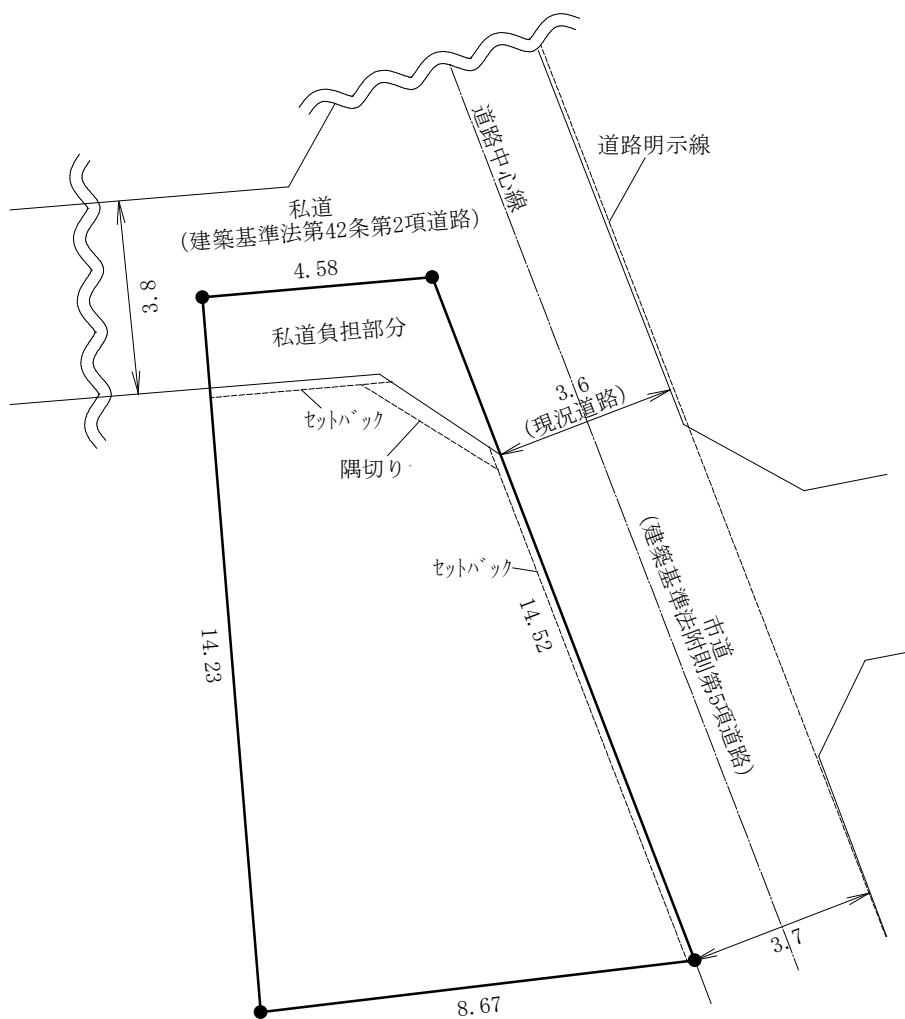 道路明示線
道路中心線
私道
(建築基準法第42条第2項道路)
4.58
3.8
私道負担部分
3.6
(現況道路)
セットバック
隅切り
セットバック
14.52
14.23
市道
(建築基準法附則第5項道路)
3.7
8.67